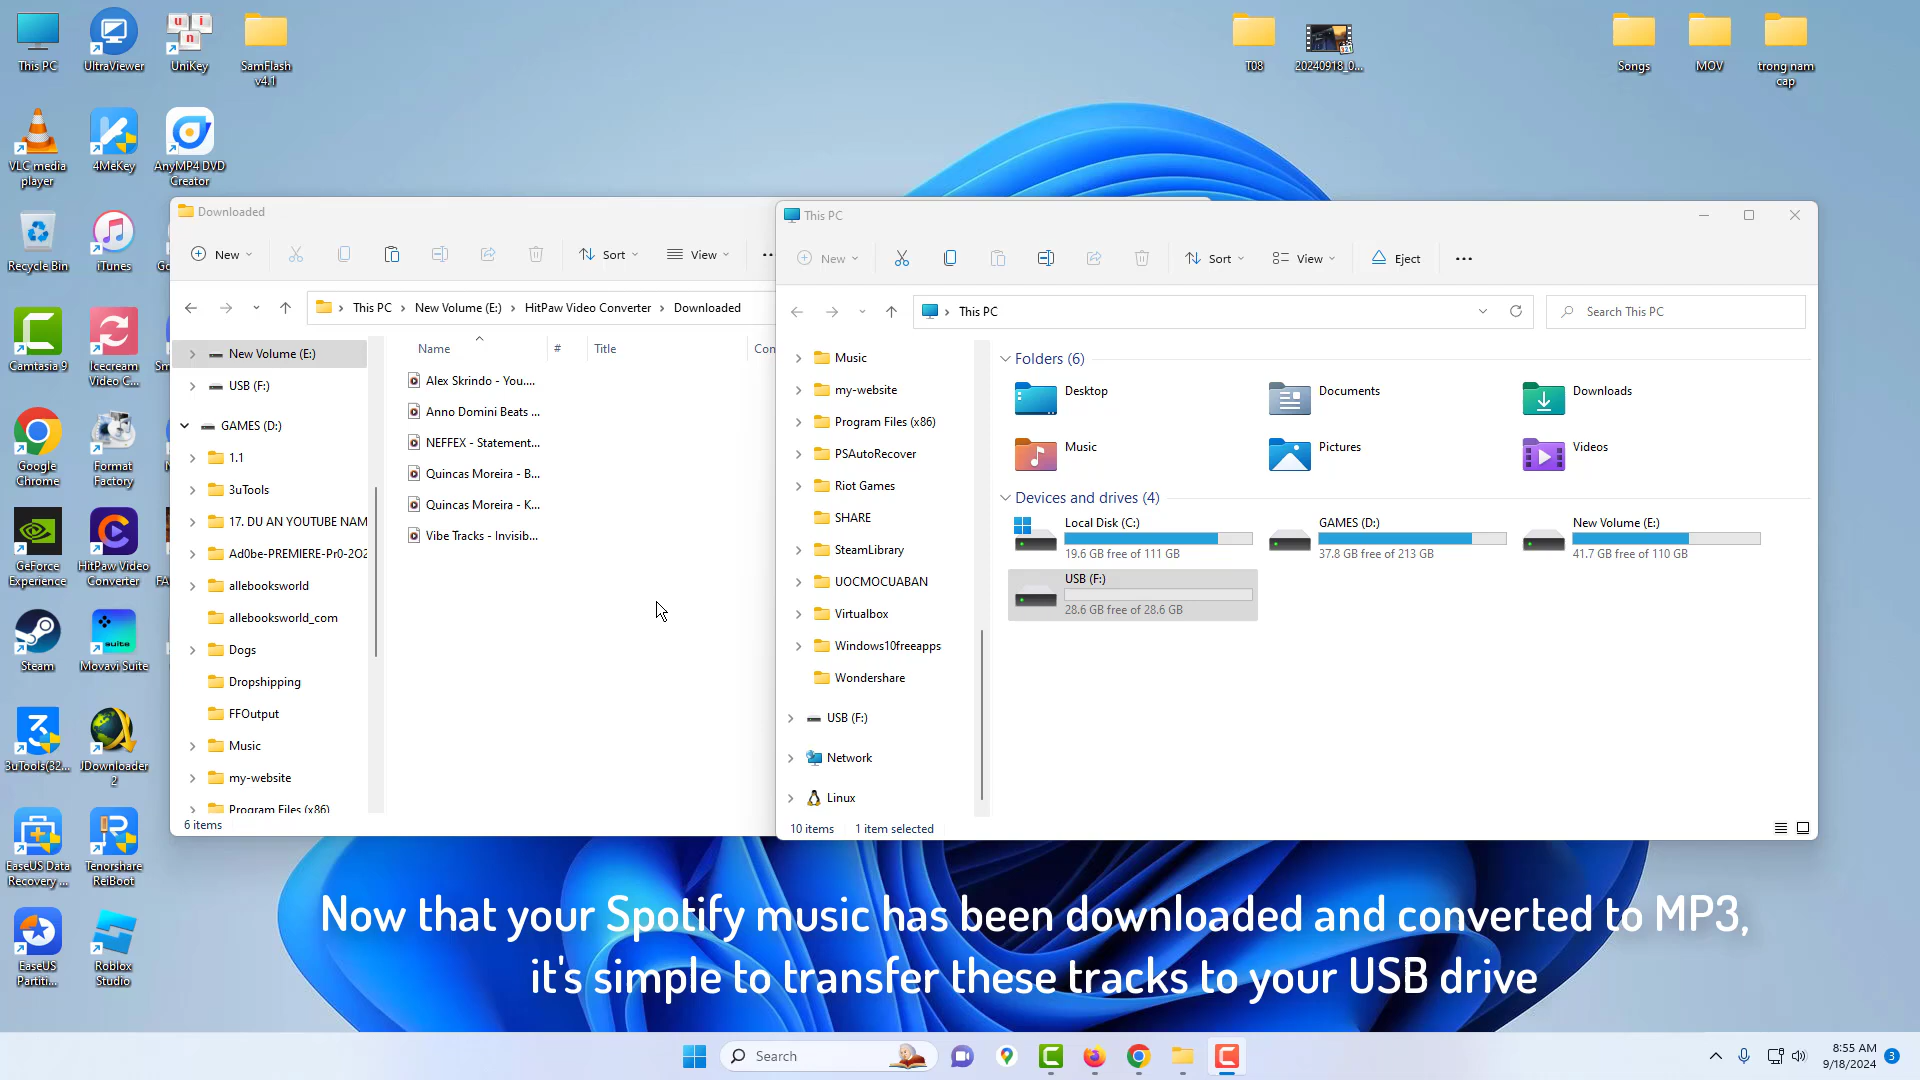 This PC
UltraViewer
UniKey
SamFlash
v4.1
T08
20240918_0...
Songs
MOV
trong nam
cap
VLC media
player
4MeKey
AnyMP4 DVD
Creator
Recycle Bin
iTunes
Camtasia 9
Icecream
Video C...
Google
Chrome
Format
Factory
GeForce
Experience
HitPaw Video
Converter
Steam
Movavi Suite
3uTools(32...
JDownloader
2
EaseUS Data
Recovery ...
Tenorshare
ReiBoot
EaseUS
Partiti...
Roblox
Studio
Downloaded
New
Sort
View
This PC
New Volume (E:)
HitPaw Video Converter
Downloaded
New Volume (E:)
USB (F:)
GAMES (D:)
1.1
3uTools
17. DU AN YOUTUBE NAM
Ad0be-PREMIERE-Pr0-2O2
allebooksworld
allebooksworld_com
Dogs
Dropshipping
FFOutput
Music
my-website
Program Files (x86)
Name
#
Title
Con
Alex Skrindo - You....
Anno Domini Beats ...
NEFFEX - Statement...
Quincas Moreira - B...
Quincas Moreira - K...
Vibe Tracks - Invisib...
6 items
This PC
New
Sort
View
Eject
This PC
Search This PC
Music
my-website
Program Files (x86)
PSAutoRecover
Riot Games
SHARE
SteamLibrary
UOCMOCUABAN
Virtualbox
Windows10freeapps
Wondershare
USB (F:)
Network
Linux
Folders (6)
Desktop
Documents
Downloads
Music
Pictures
Videos
Devices and drives (4)
Local Disk (C:)
19.6 GB free of 111 GB
GAMES (D:)
37.8 GB free of 213 GB
New Volume (E:)
41.7 GB free of 110 GB
USB (F:)
28.6 GB free of 28.6 GB
10 items
1 item selected
Now that your Spotify music has been downloaded and converted to MP3,
it's simple to transfer these tracks to your USB drive
Search
8:55 AM
9/18/2024
3